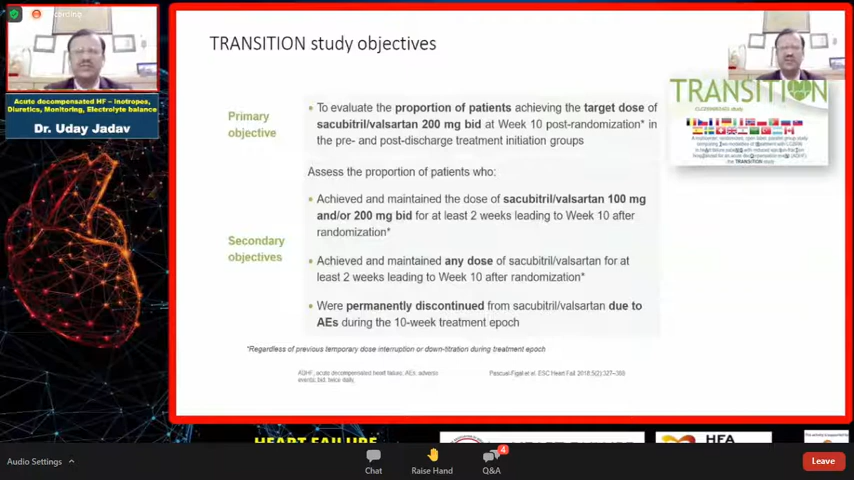 Recording
Acute decompensated HF – inotropes,
Diuretics, Monitoring, Electrolyte balance
Dr. Uday Jadav
TRANSITION study objectives
TRANSITION
Primary
objective
• To evaluate the proportion of patients achieving the target dose of
sacubitril/valsartan 200 mg bid at Week 10 post-randomization* in
the pre- and post-discharge treatment initiation groups
Assess the proportion of patients who:
Secondary
objectives
• Achieved and maintained the dose of sacubitril/valsartan 100 mg
and/or 200 mg bid for at least 2 weeks leading to Week 10 after
randomization*
• Achieved and maintained any dose of sacubitril/valsartan for at
least 2 weeks leading to Week 10 after randomization*
• Were permanently discontinued from sacubitril/valsartan due to
AEs during the 10-week treatment epoch
*Regardless of previous temporary dose interruption or down-titration during treatment epoch
ADHF, acute decompensated heart failure, AEs, adverse
events, bid, twice daily
Pascual-Figal et al. ESC Heart Fail 2018;5(2):327–
HEART FAILURE
HFA
Audio Settings
Chat
Raise Hand
4
Q&A
Leave